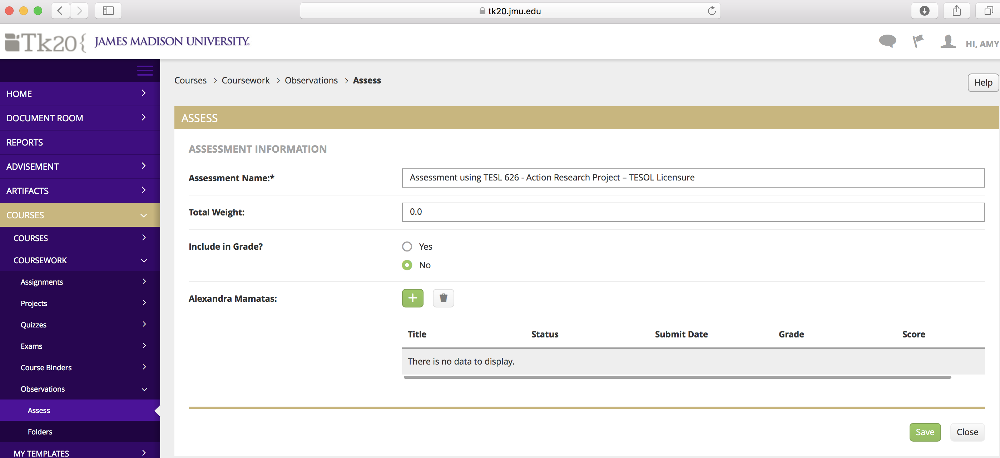 tk20.jmu.edu
Tk20{ JAMES MADISON UNIVERSITY®
HI, AMY
HOME
DOCUMENT ROOM
REPORTS
ADVISEMENT
ARTIFACTS
COURSES
COURSES
COURSEWORK
Assignments
Projects
Quizzes
Exams
Course Binders
Observations
Assess
Folders
MY TEMPLATES
Courses > Coursework > Observations > Assess
Help
ASSESS
ASSESSMENT INFORMATION
Assessment Name:* Assessment using TESL 626 - Action Research Project – TESOL Licensure
Total Weight: 0.0
Include in Grade? Yes
No
Alexandra Mamatas:
Title Status Submit Date Grade Score
There is no data to display.
Save Close